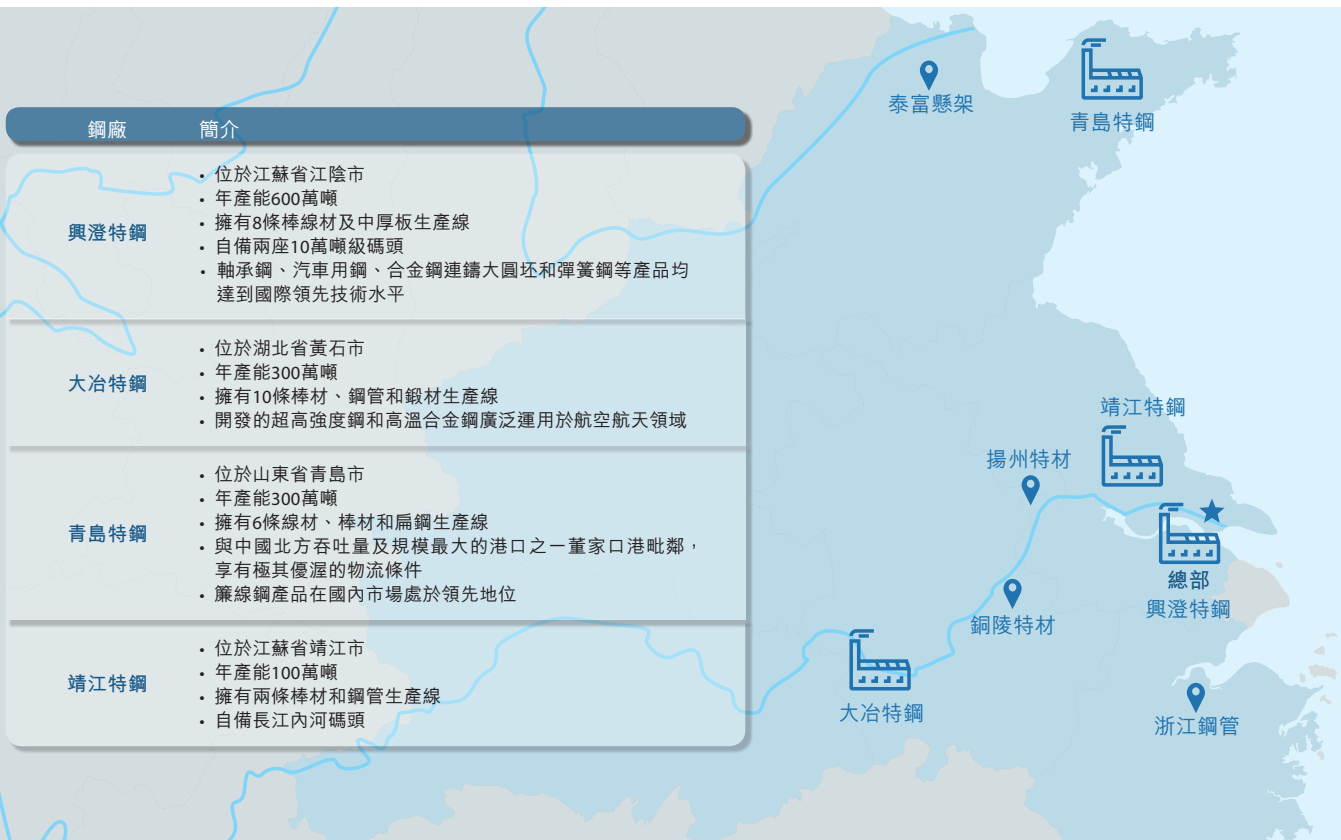 鋼廠 簡介
興澄特鋼
• 位於江蘇省江陰市
• 年產能600萬噸
• 擁有8條棒線材及中厚板生產線
• 自備兩座10萬噸級碼頭
• 軸承鋼、汽車用鋼、合金鋼連鑄大圓坯和彈簧鋼等產品均
達到國際領先技術水平
大冶特鋼
• 位於湖北省黃石市
• 年產能300萬噸
• 擁有10條棒材、鋼管和鍛材生產線
• 開發的超高強度鋼和高溫合金鋼廣泛運用於航空航天領域
青島特鋼
• 位於山東省青島市
• 年產能300萬噸
• 擁有6條線材、棒材和扁鋼生產線
• 與中國北方吞吐量及規模最大的港口之一董家口港毗鄰，
享有極其優渥的物流條件
• 簾線鋼產品在國內市場處於領先地位
靖江特鋼
• 位於江蘇省靖江市
• 年產能100萬噸
• 擁有兩條棒材和鋼管生產線
• 自備長江內河碼頭
泰富懸架
青島特鋼
靖江特鋼
揚州特材
總部
興澄特鋼
銅陵特材
大冶特鋼
浙江鋼管